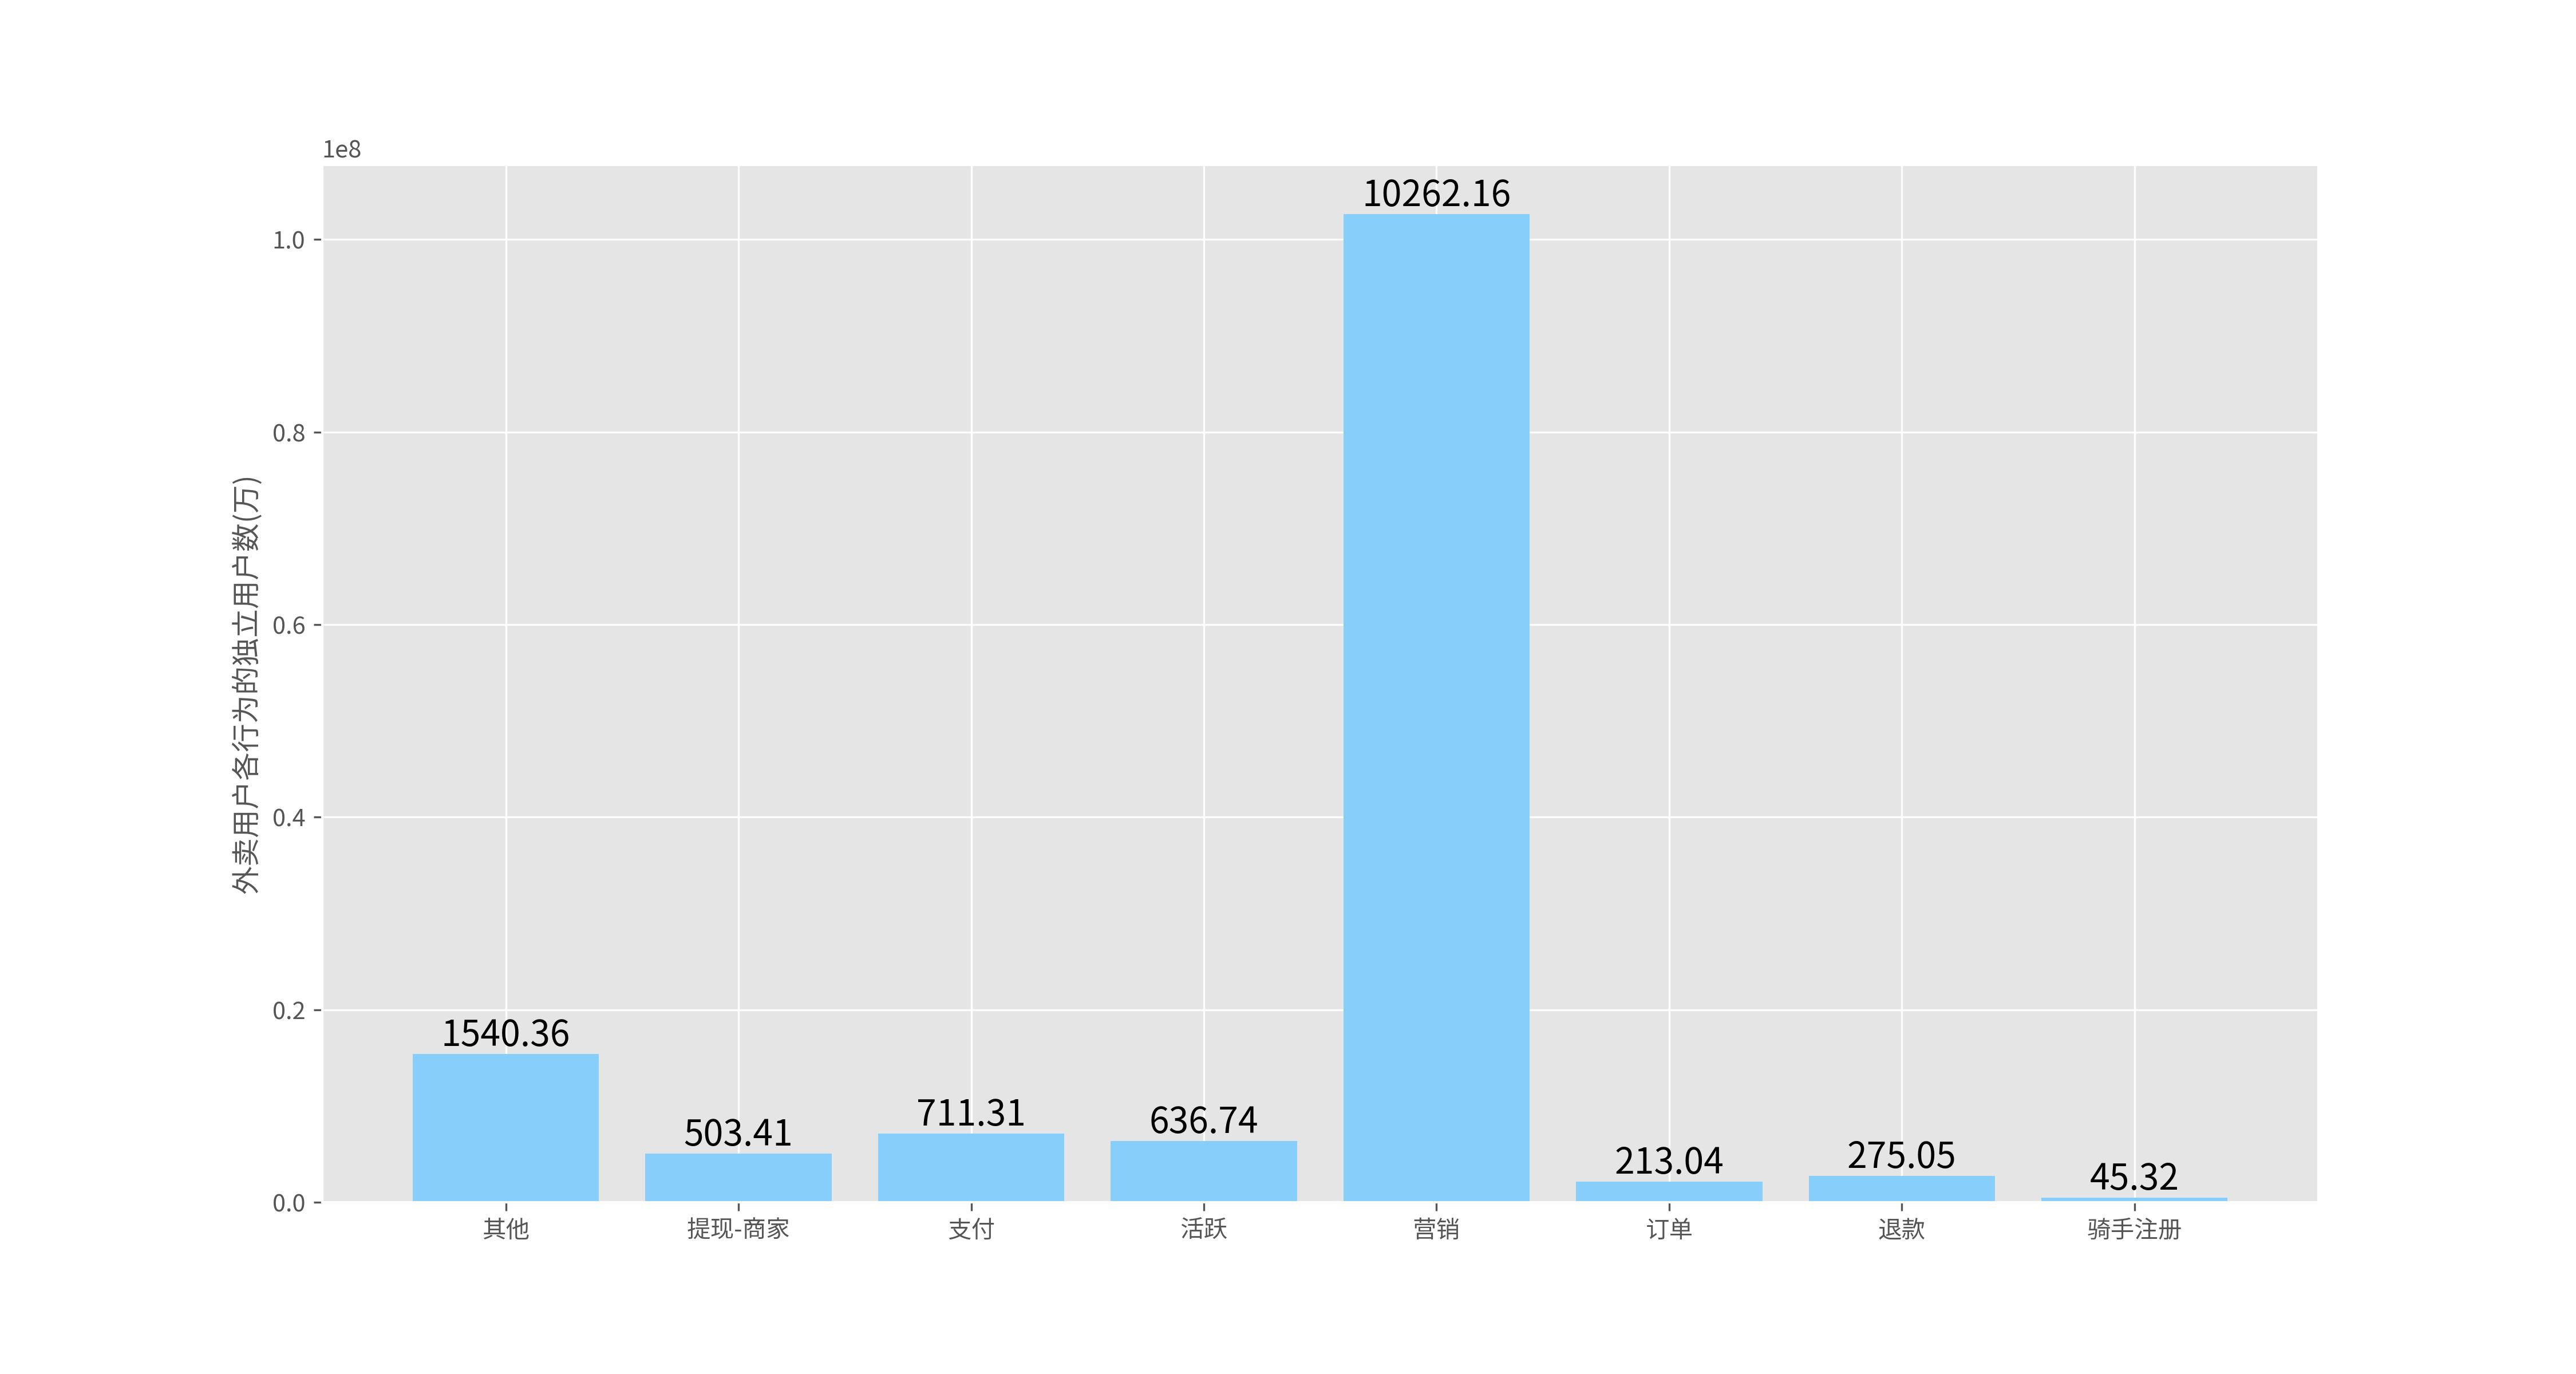 1e8
外卖用户各行为的独立用户数(万)
1.0
0.8
0.6
0.4
0.2
0.0
1540.36
503.41
711.31
636.74
10262.16
213.04
275.05
45.32
其他
提现-商家
支付
活跃
营销
订单
退款
骑手注册